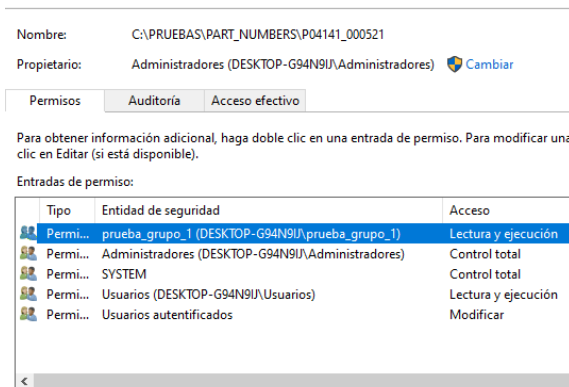 Nombre: C:\PRUEBAS\PART_NUMBERS\P04141_000521
Propietario: Administradores (DESKTOP-G94N9IJ\Administradores) Cambiar
Permisos Auditoría Acceso efectivo
Para obtener información adicional, haga doble clic en una entrada de permiso. Para modificar una
clic en Editar (si está disponible).
Entradas de permiso:
Tipo Entidad de seguridad Acceso
Permi... prueba_grupo_1 (DESKTOP-G94N9IJ\prueba_grupo_1) Lectura y ejecución
Permi... Administradores (DESKTOP-G94N9IJ\Administradores) Control total
Permi... SYSTEM Control total
Permi... Usuarios (DESKTOP-G94N9IJ\Usuarios) Lectura y ejecución
Permi... Usuarios autentificados Modificar